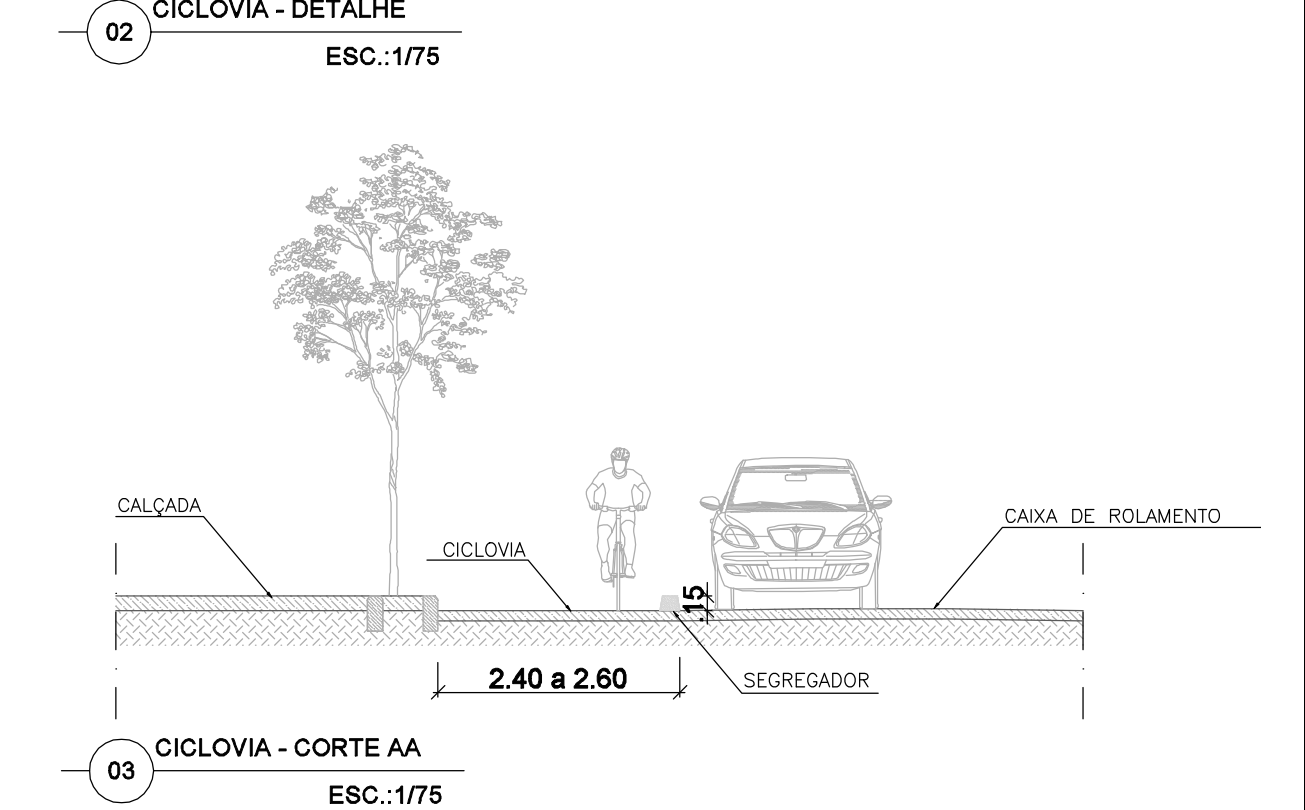 CICLOVIA - DETALHE
02
ESC.:1/75
CALÇADA
CICLOVIA
CAIXA DE ROLAMENTO
.15
2.40 a 2.60
SEGREGADOR
CICLOVIA - CORTE AA
03
ESC.:1/75